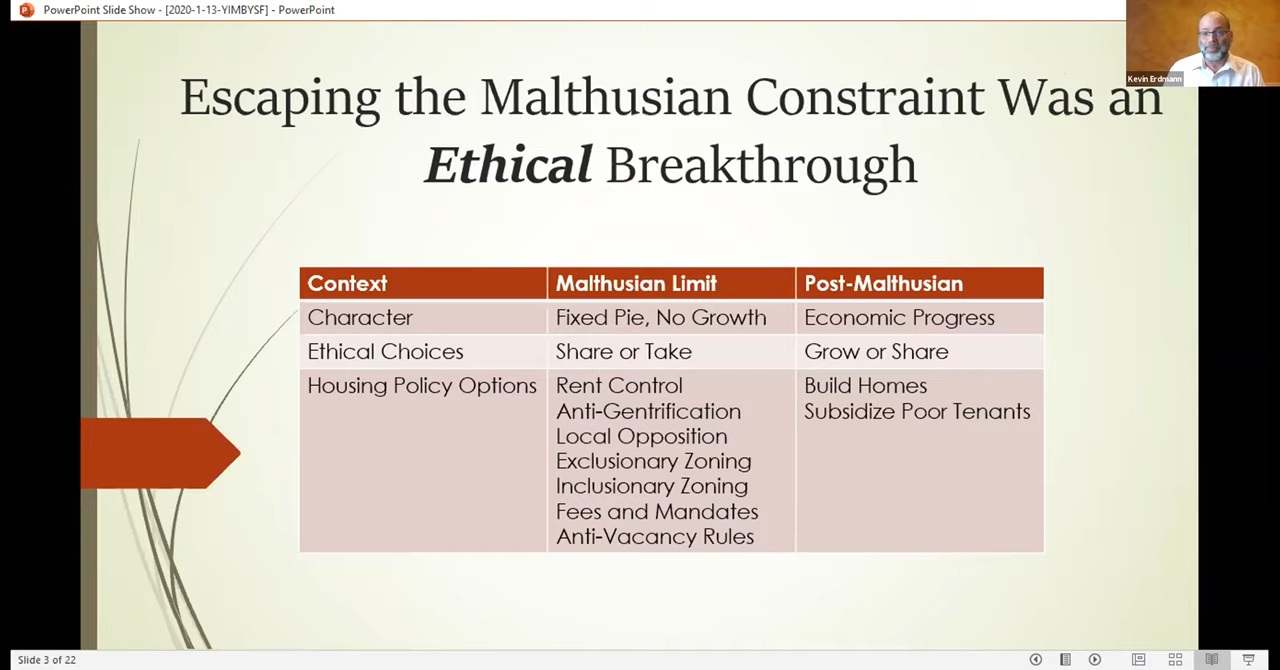 PowerPoint Slide Show - [2020-1-13-YIMBYSF] - PowerPoint
Kevin Erdmann
Escaping the Malthusian Constraint Was an
Ethical Breakthrough
Context Malthusian Limit Post-Malthusian
Character Fixed Pie, No Growth Economic Progress
Ethical Choices Share or Take Grow or Share
Housing Policy Options Rent Control Build Homes
Anti-Gentrification Subsidize Poor Tenants
Local Opposition
Exclusionary Zoning
Inclusionary Zoning
Fees and Mandates
Anti-Vacancy Rules
Slide 3 of 22